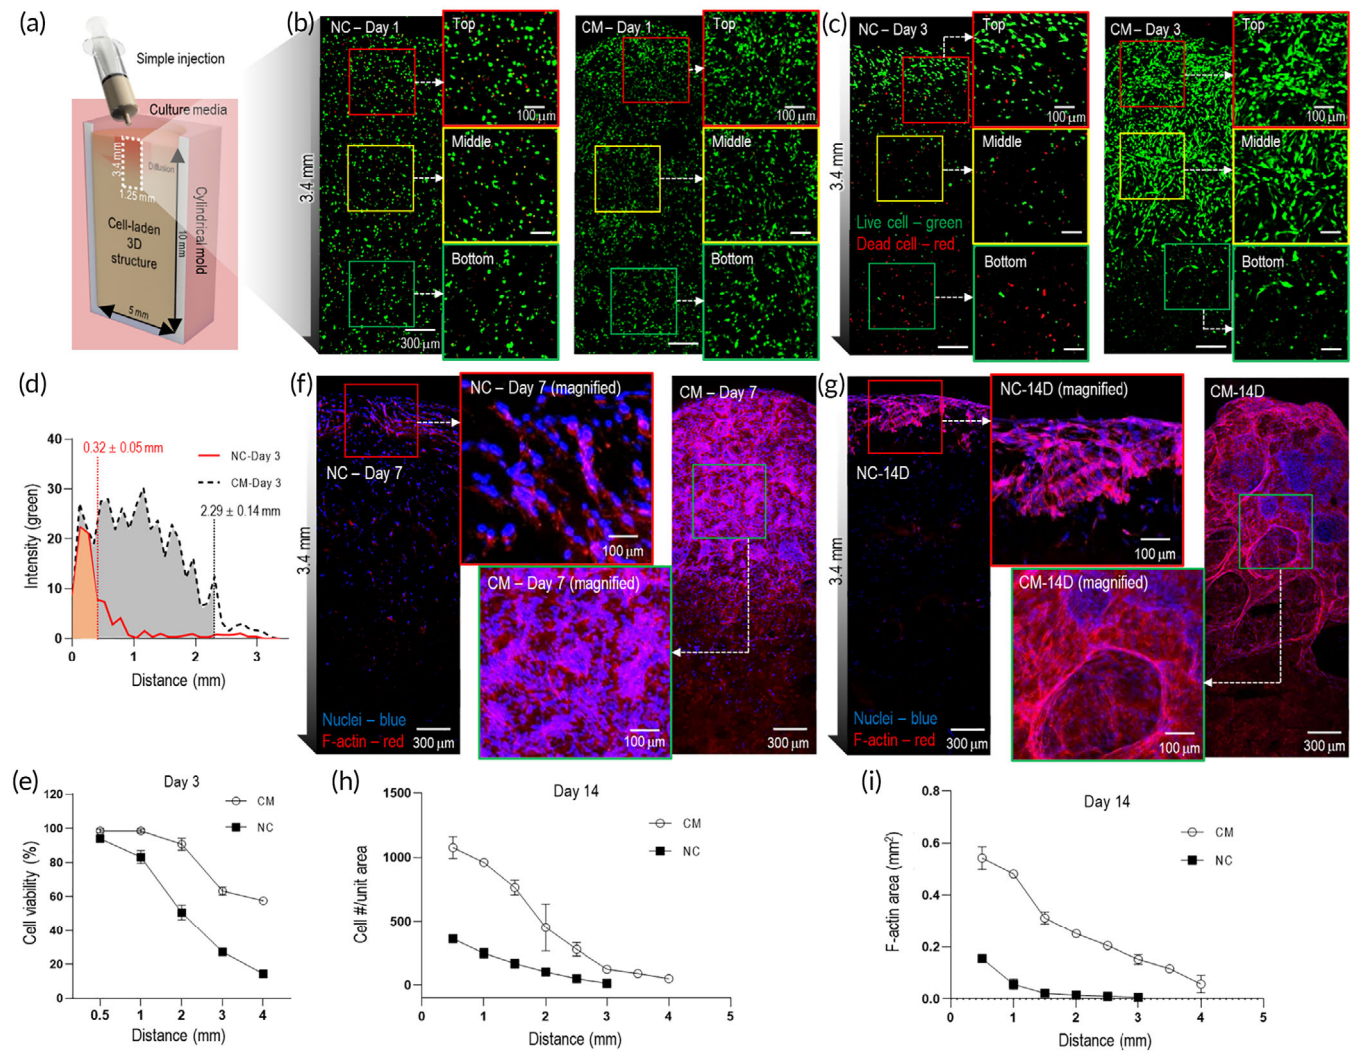 (a)
Simple injection
Culture media
3.4 mm
Diffusion
1.25 mm
Cell-laden
3D
structure
10 mm
Cylindrical mold
5 mm
(b)
NC – Day 1
Top
100 µm
Middle
Bottom
300 µm
3.4 mm
CM – Day 1
Top
100 µm
Middle
Bottom
(c)
NC – Day 3
Top
100 µm
Middle
Live cell – green
Dead cell – red
Bottom
3.4 mm
CM – Day 3
Top
100 µm
Middle
Bottom
(d)
40
30
20
10
0
Intensity (green)
0.32 ± 0.05 mm
NC-Day 3
CM-Day 3
2.29 ± 0.14 mm
0 1 2 3
Distance (mm)
(f)
NC – Day 7 (magnified)
CM – Day 7
NC – Day 7
100 µm
3.4 mm
CM – Day 7 (magnified)
Nuclei – blue
F-actin – red
300 µm
100 µm
300 µm
(g)
NC-14D (magnified)
CM-14D
NC-14D
100 µm
3.4 mm
CM-14D (magnified)
Nuclei – blue
F-actin – red
300 µm
100 µm
300 µm
(e)
Day 3
120
100
80
60
40
20
0
Cell viability (%)
CM
NC
0.5 1 2 3 4
Distance (mm)
(h)
Day 14
1500
1000
500
0
Cell #/unit area
CM
NC
0 1 2 3 4 5
Distance (mm)
(i)
Day 14
0.8
0.6
0.4
0.2
0.0
F-actin area (mm²)
CM
NC
0 1 2 3 4 5
Distance (mm)